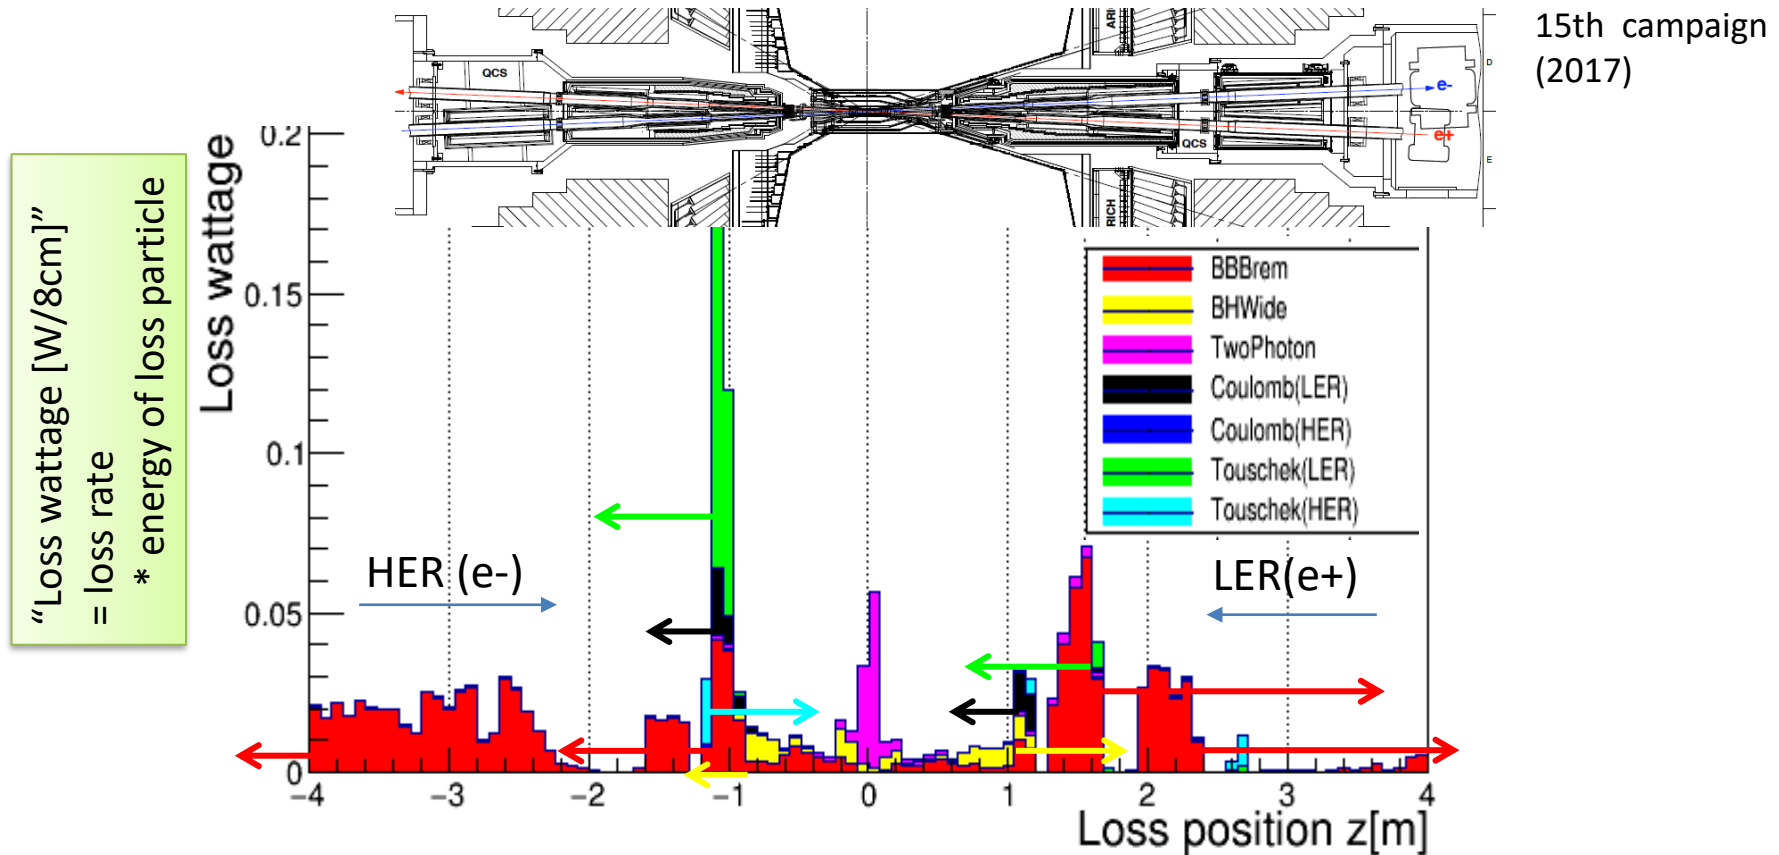 15th campaign
(2017)
ARI
QCS
D
e-
e+
QCS
E
RICH
"Loss wattage [W/8cm]"
= loss rate
* energy of loss particle
Loss wattage
0.2
0.15
0.1
0.05
0
BBBrem
BHWide
TwoPhoton
Coulomb(LER)
Coulomb(HER)
Touschek(LER)
Touschek(HER)
HER (e-)
LER(e+)
−4 −3 −2 −1 0 1 2 3 4
Loss position z[m]